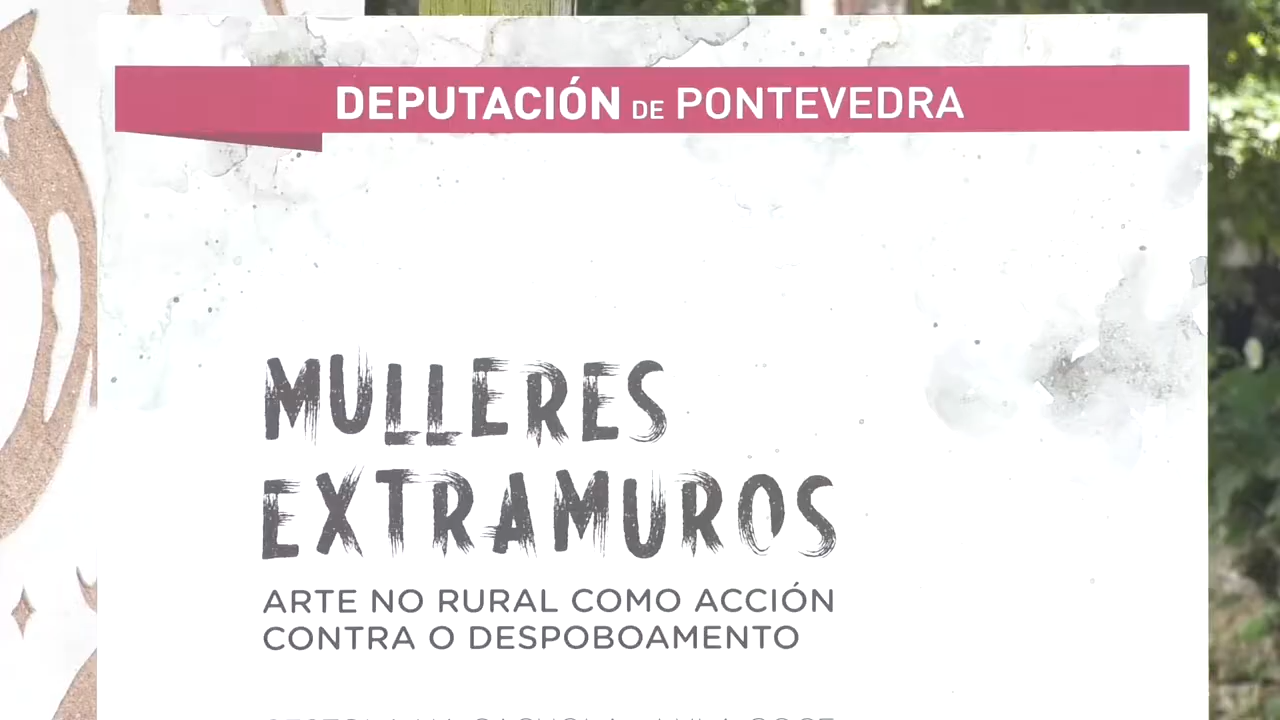 DEPUTACIÓN DE PONTEVEDRA
MULLERES
EXTRAMUROS
ARTE NO RURAL COMO ACCIÓN
CONTRA O DESPOBOAMENTO